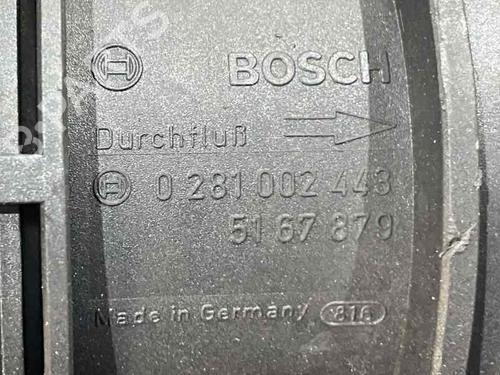 BOSCH
Durchfluß
0 281 002 443
51 67 879
Made in Germany 816